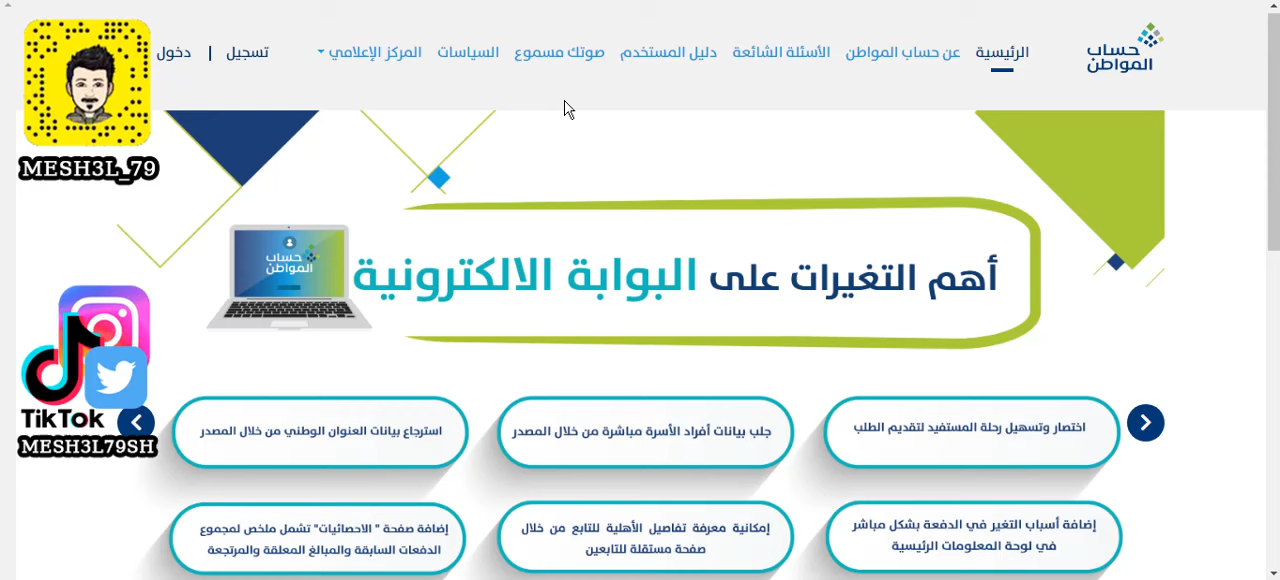 حساب
المواطن
الرئيسية
عن حساب المواطن
الأسئلة الشائعة
دليل المستخدم
صوتك مسموع
السياسات
المركز الإعلامي
تسجيل | دخول
MESH3L_79
أهم التغيرات على البوابة الالكترونية
حساب
المواطن
TikTok
MESH3L79SH
اختصار وتسهيل رحلة المستفيد لتقديم الطلب
جلب بيانات أفراد الأسرة مباشرة من خلال المصدر
استرجاع بيانات العنوان الوطني من خلال المصدر
إضافة أسباب التغير في الدفعة بشكل مباشر
في لوحة المعلومات الرئيسية
إمكانية معرفة تفاصيل الأهلية للتابع من خلال
صفحة مستقلة للتابعين
إضافة صفحة " الاحصائيات" تشمل ملخص لمجموع
الدفعات السابقة والمبالغ المعلقة والمرتجعة